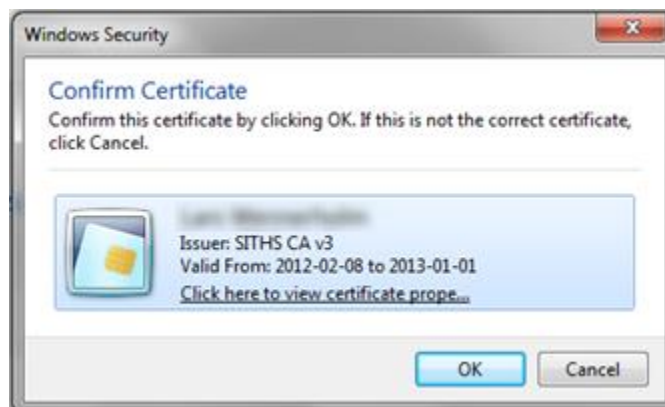 Windows Security
Confirm Certificate
Confirm this certificate by clicking OK. If this is not the correct certificate,
click Cancel.
Issuer: SITHS CA v3
Valid From: 2012-02-08 to 2013-01-01
Click here to view certificate prope...
OK
Cancel